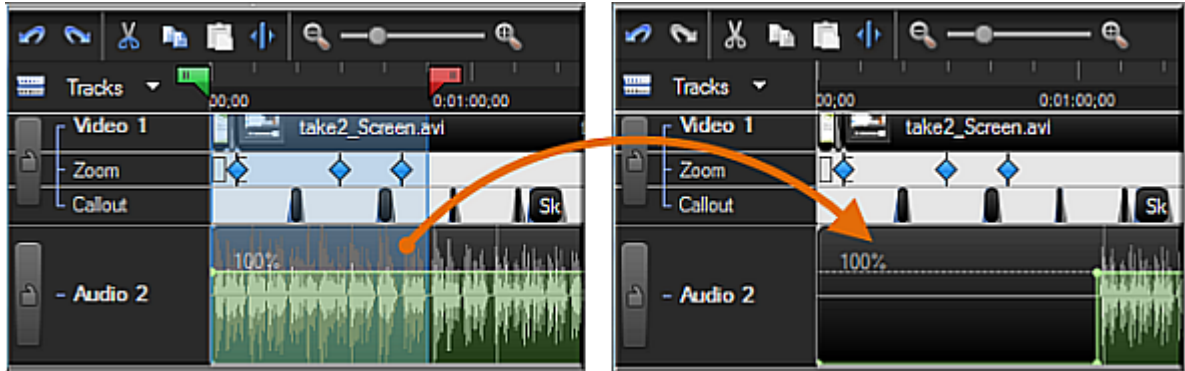 Tracks
00;00 0:01:00;00
Video 1 take2_Screen.avi
Zoom
Callout Sk
100%
Audio 2
Tracks
00;00 0:01:00;00
Video 1 take2_Screen.avi
Zoom
Callout Sk
100%
Audio 2